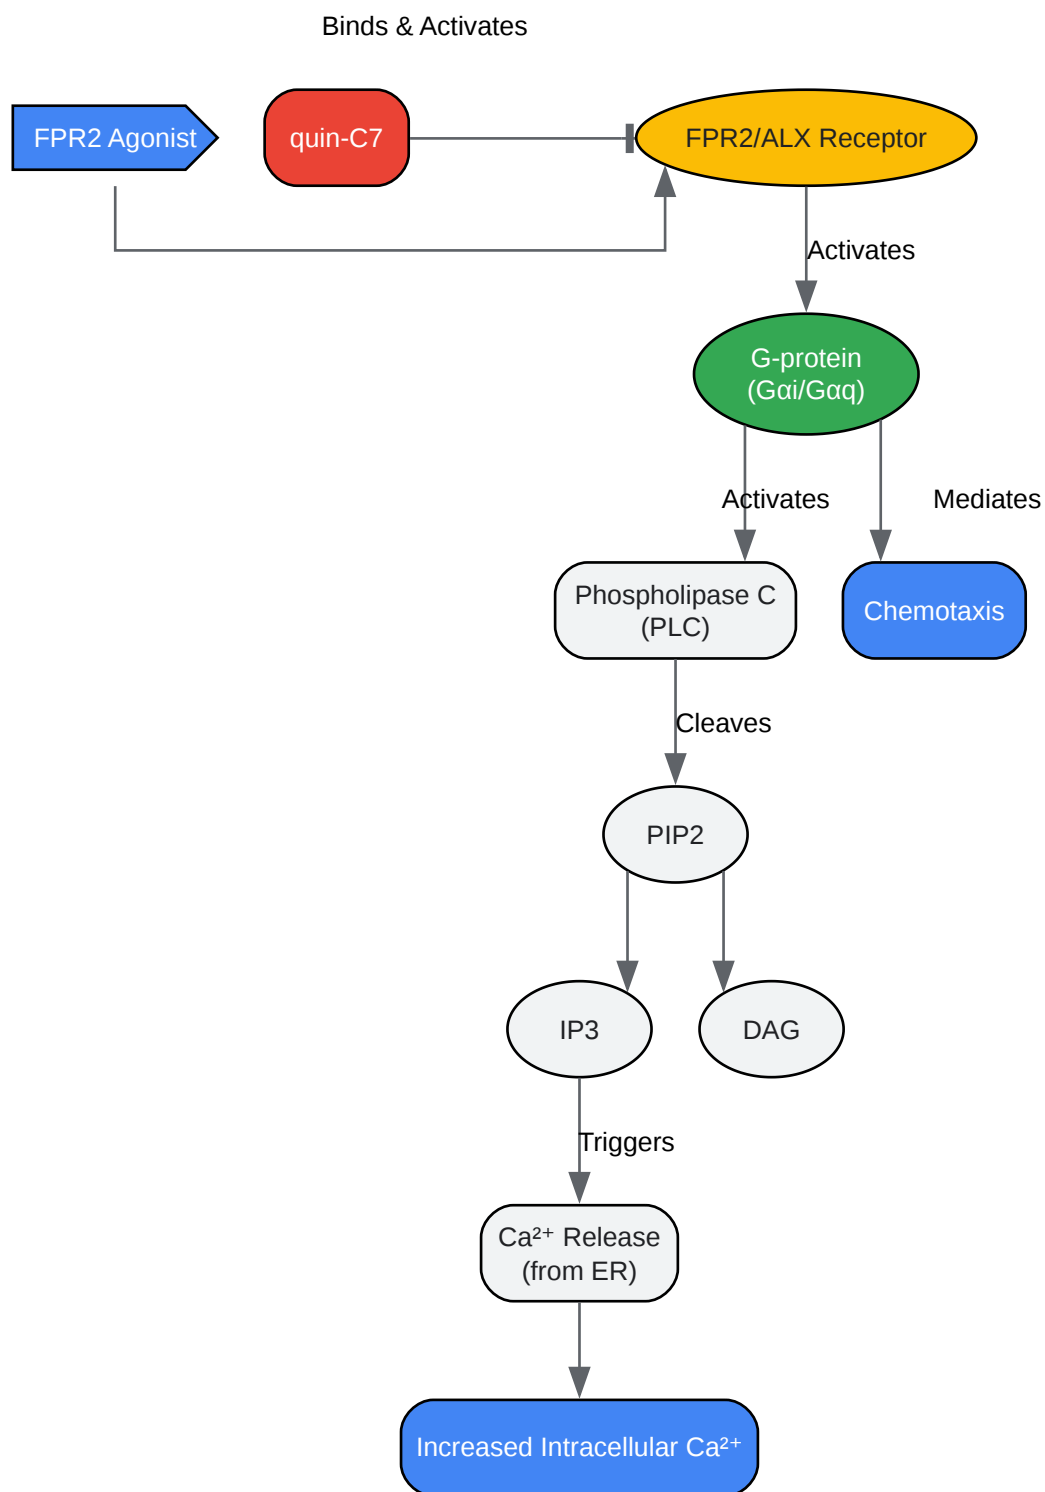 Binds & Activates
FPR2 Agonist
quin-C7
FPR2/ALX Receptor
Activates
G-protein
(Gαi/Gαq)
Activates
Mediates
Phospholipase C
(PLC)
Chemotaxis
Cleaves
PIP2
IP3
DAG
Triggers
Ca²⁺ Release
(from ER)
Increased Intracellular Ca²⁺